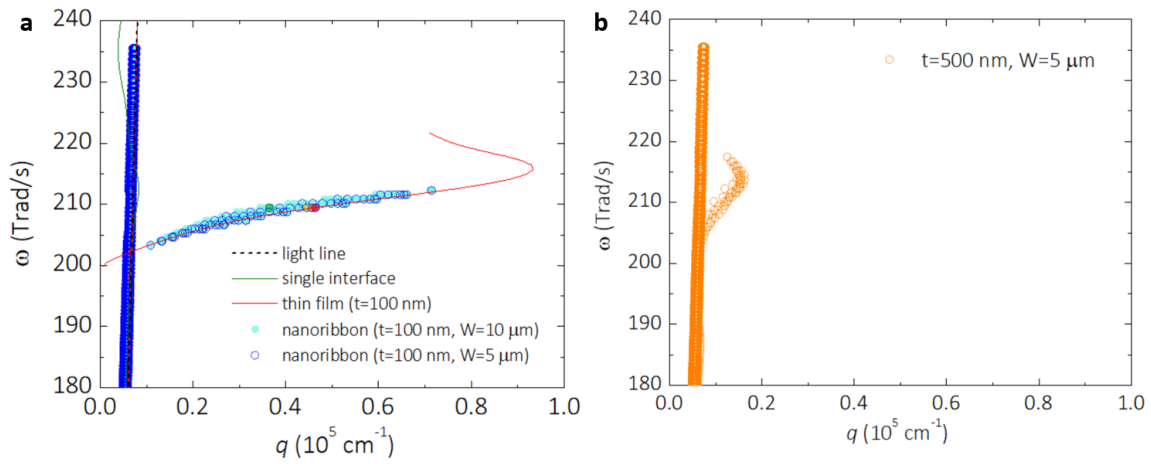 a
240
230
220
210
200
190
180
ω (Trad/s)
light line
single interface
thin film (t=100 nm)
nanoribbon (t=100 nm, W=10 μm)
nanoribbon (t=100 nm, W=5 μm)
0.0 0.2 0.4 0.6 0.8 1.0
q (10⁵ cm⁻¹)
b
240
230
220
210
200
190
180
ω (Trad/s)
t=500 nm, W=5 μm
0.0 0.2 0.4 0.6 0.8 1.0
q (10⁵ cm⁻¹)